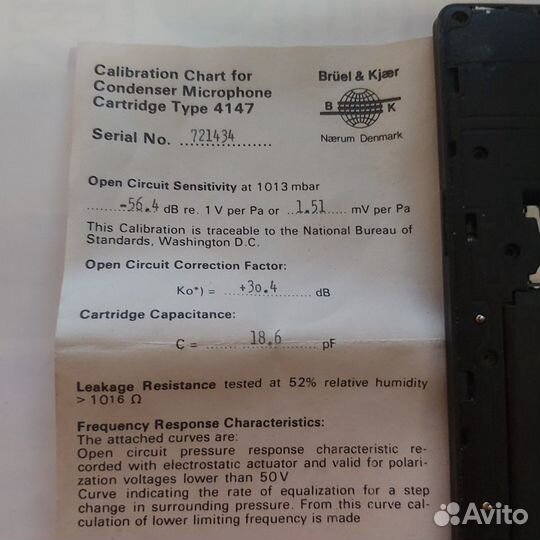 Calibration Chart for
Condenser Microphone
Cartridge Type 4147
Brüel & Kjær
B K
Nærum Denmark
Serial No. 721434
Open Circuit Sensitivity at 1013 mbar
-56.4 dB re. 1 V per Pa or 1.51 mV per Pa
This Calibration is traceable to the National Bureau of
Standards, Washington D.C.
Open Circuit Correction Factor:
Ko*) = +30.4 dB
Cartridge Capacitance:
C = 18.6 pF
Leakage Resistance tested at 52% relative humidity
> 1016 Ω
Frequency Response Characteristics:
The attached curves are:
Open circuit pressure response characteristic re-
corded with electrostatic actuator and valid for polari-
zation voltages lower than 50 V
Curve indicating the rate of equalization for a step
change in surrounding pressure. From this curve cal-
culation of lower limiting frequency is made
Avito